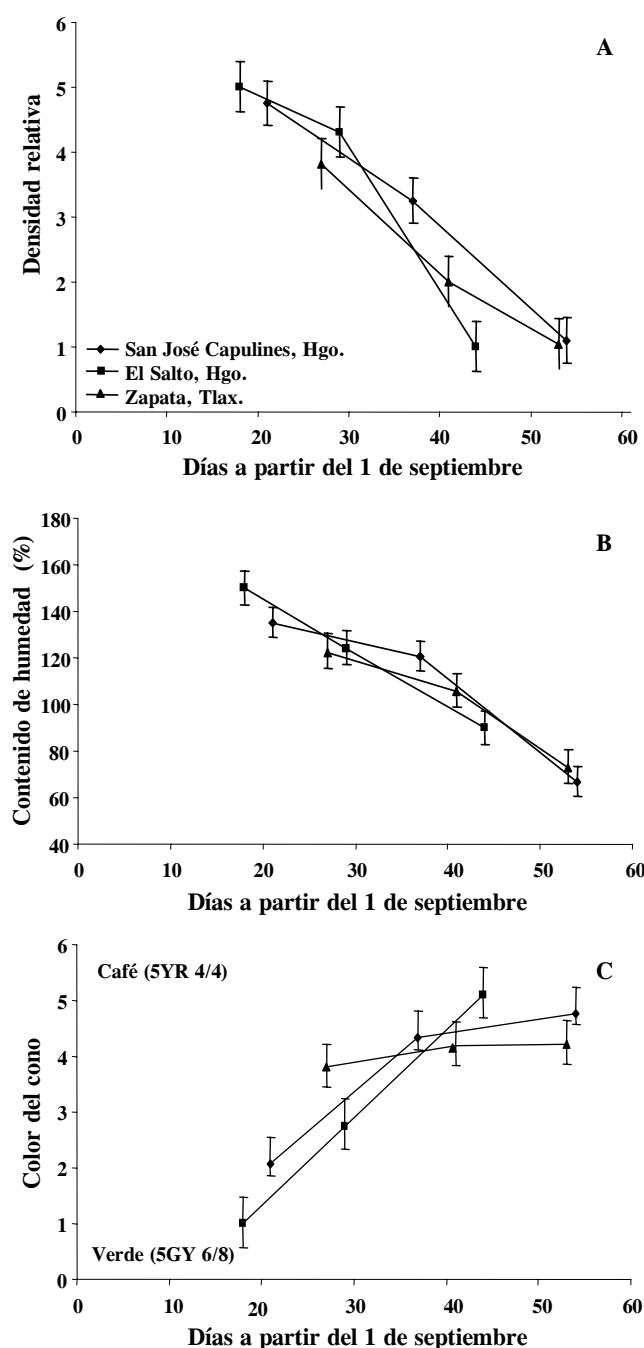 6
A
5
4
3
2
1
0
Densidad relativa
San José Capulines, Hgo.
El Salto, Hgo.
Zapata, Tlax.
0 10 20 30 40 50 60
Días a partir del 1 de septiembre
180
B
160
140
120
100
80
60
40
Contenido de humedad (%)
0 10 20 30 40 50 60
Días a partir del 1 de septiembre
6
Café (5YR 4/4) C
5
4
3
2
1
Verde (5GY 6/8)
0
Color del cono
0 10 20 30 40 50 60
Días a partir del 1 de septiembre